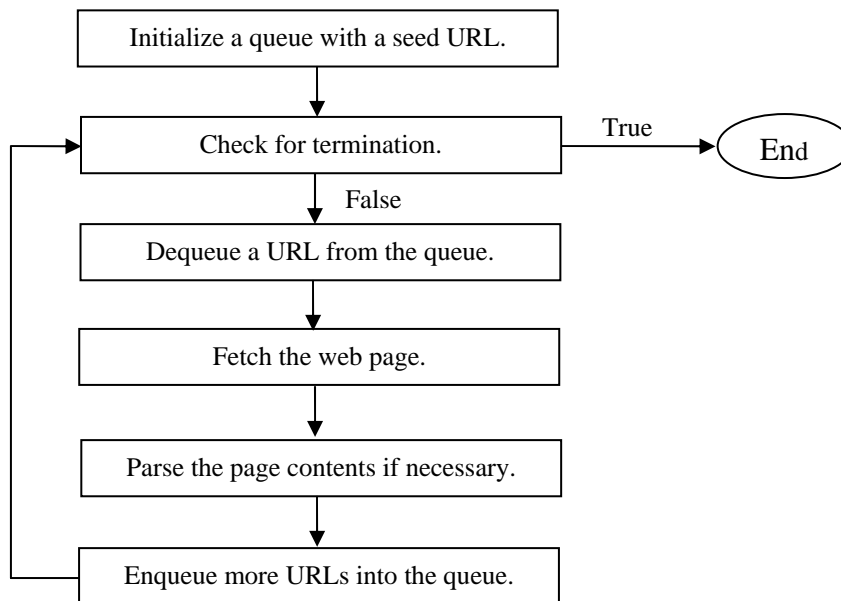 Initialize a queue with a seed URL.
Check for termination.
True
End
False
Dequeue a URL from the queue.
Fetch the web page.
Parse the page contents if necessary.
Enqueue more URLs into the queue.